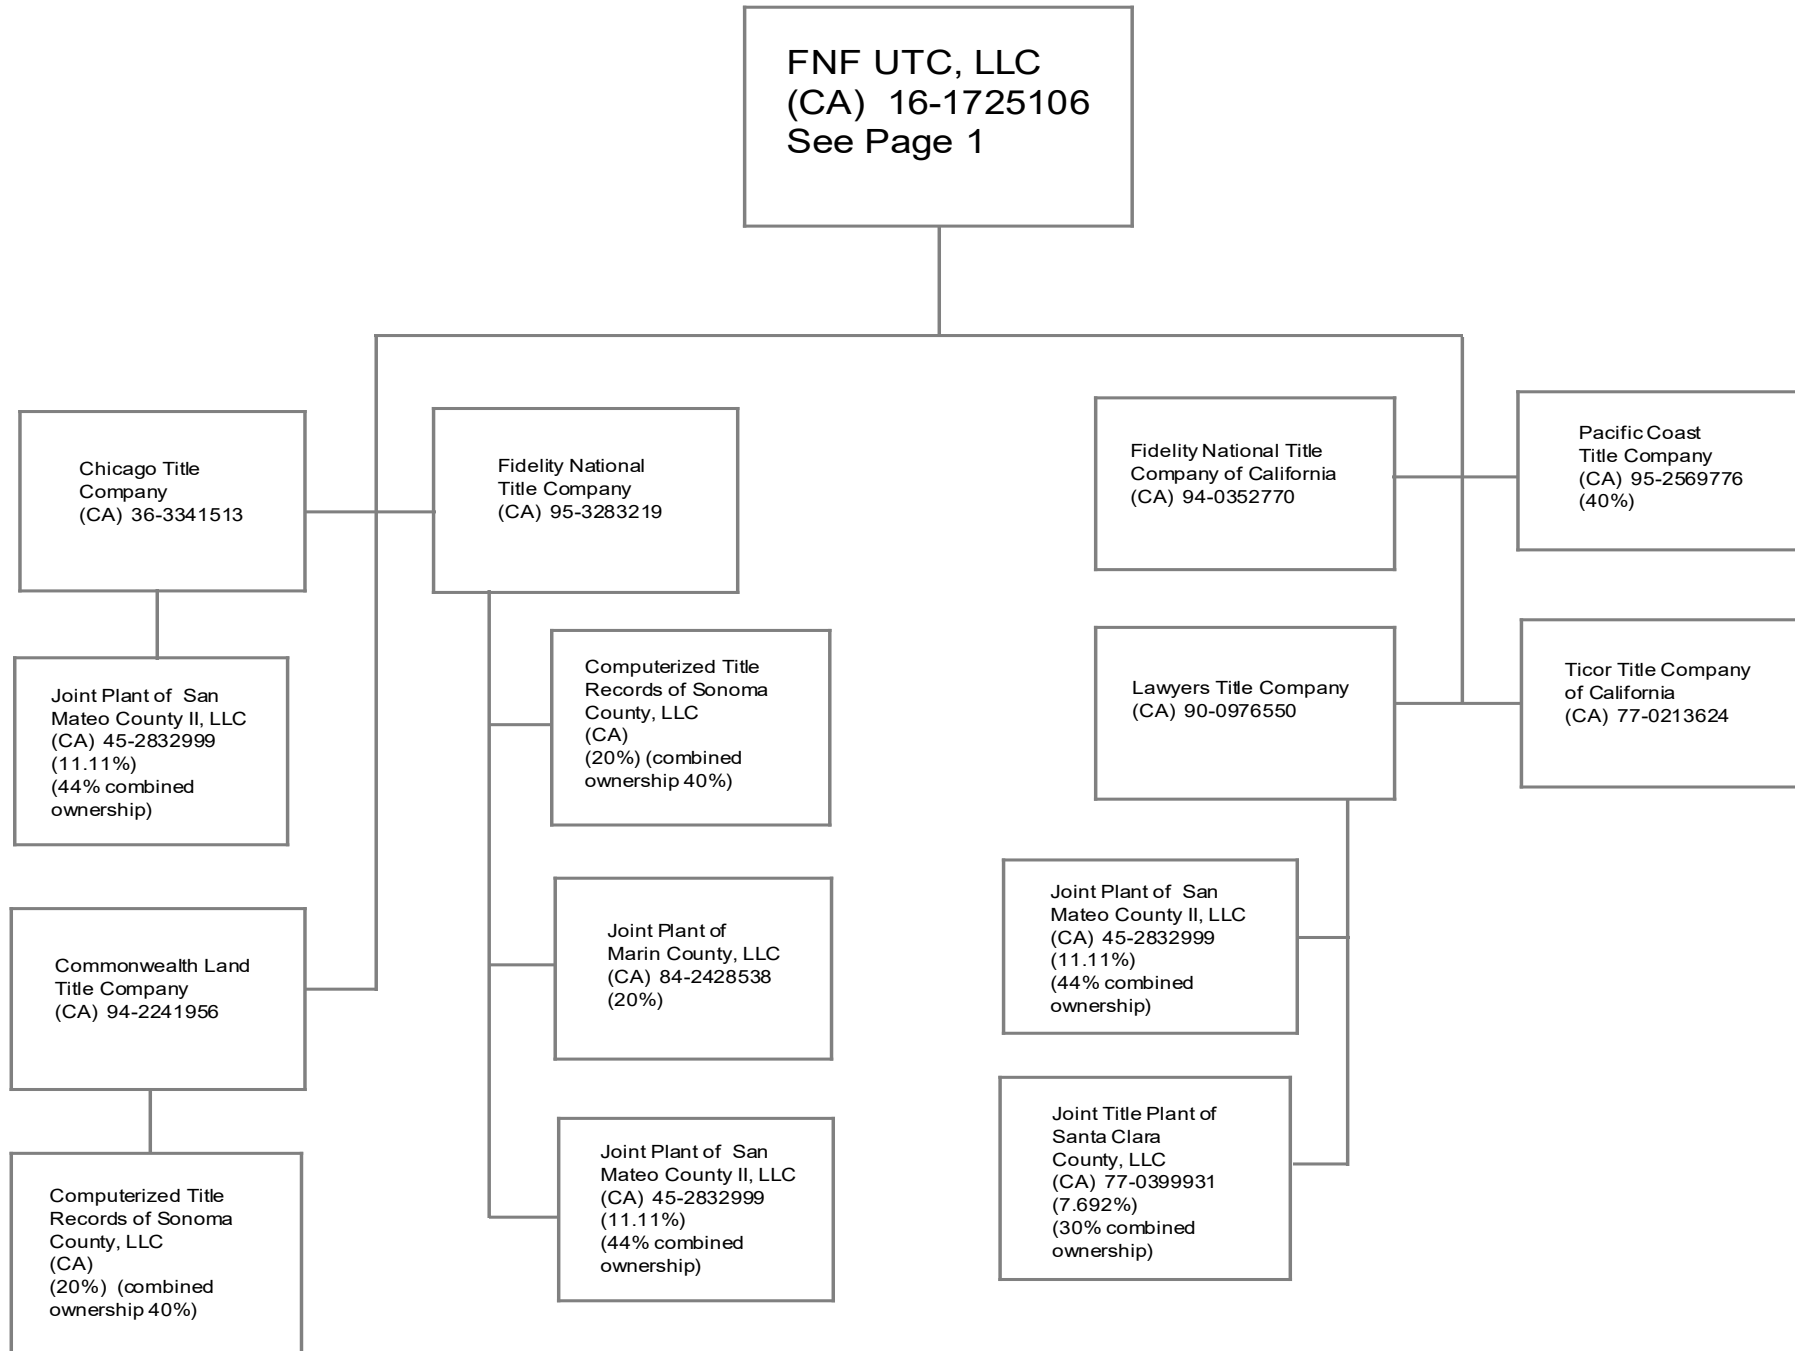 FNF UTC, LLC
(CA) 16-1725106
See Page 1
Chicago Title
Company
(CA) 36-3341513
Fidelity National
Title Company
(CA) 95-3283219
Fidelity National Title
Company of California
(CA) 94-0352770
Pacific Coast
Title Company
(CA) 95-2569776
(40%)
Joint Plant of San
Mateo County II, LLC
(CA) 45-2832999
(11.11%)
(44% combined
ownership)
Computerized Title
Records of Sonoma
County, LLC
(CA)
(20%) (combined
ownership 40%)
Lawyers Title Company
(CA) 90-0976550
Ticor Title Company
of California
(CA) 77-0213624
Commonwealth Land
Title Company
(CA) 94-2241956
Joint Plant of
Marin County, LLC
(CA) 84-2428538
(20%)
Joint Plant of San
Mateo County II, LLC
(CA) 45-2832999
(11.11%)
(44% combined
ownership)
Computerized Title
Records of Sonoma
County, LLC
(CA)
(20%) (combined
ownership 40%)
Joint Plant of San
Mateo County II, LLC
(CA) 45-2832999
(11.11%)
(44% combined
ownership)
Joint Title Plant of
Santa Clara
County, LLC
(CA) 77-0399931
(7.692%)
(30% combined
ownership)